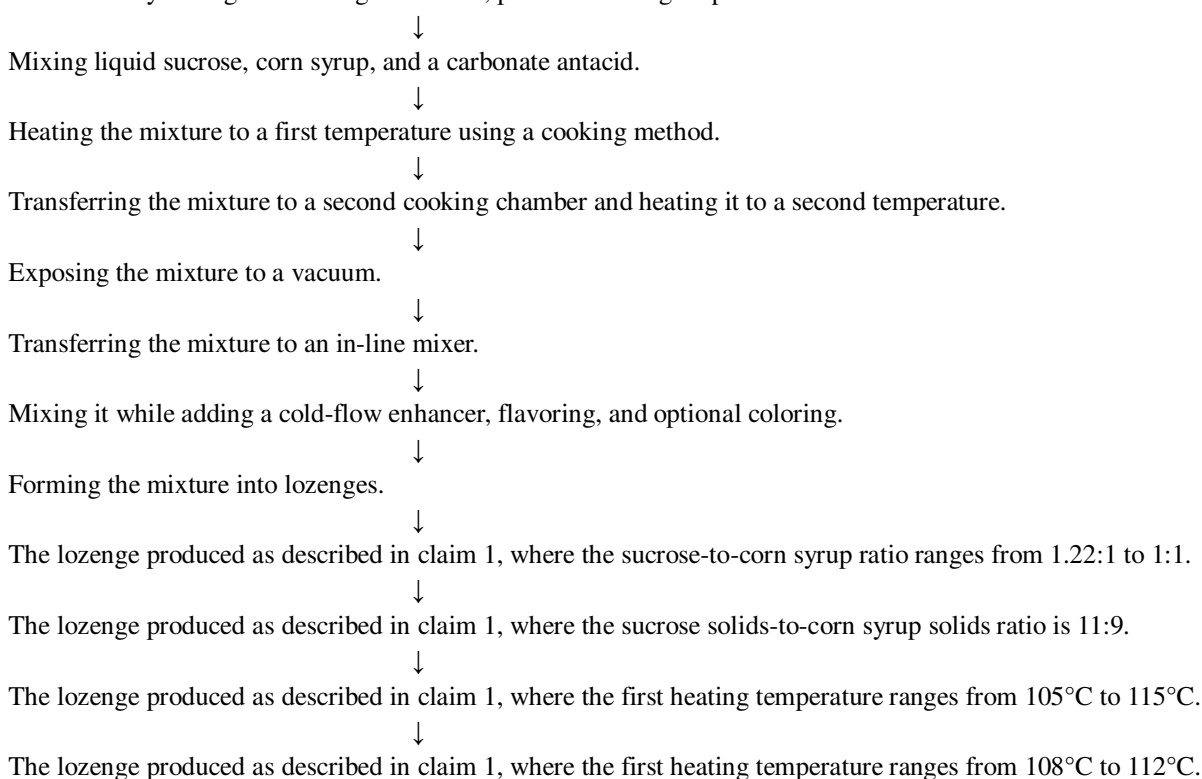 ↓
Mixing liquid sucrose, corn syrup, and a carbonate antacid.
↓
Heating the mixture to a first temperature using a cooking method.
↓
Transferring the mixture to a second cooking chamber and heating it to a second temperature.
↓
Exposing the mixture to a vacuum.
↓
Transferring the mixture to an in-line mixer.
↓
Mixing it while adding a cold-flow enhancer, flavoring, and optional coloring.
↓
Forming the mixture into lozenges.
↓
The lozenge produced as described in claim 1, where the sucrose-to-corn syrup ratio ranges from 1.22:1 to 1:1.
↓
The lozenge produced as described in claim 1, where the sucrose solids-to-corn syrup solids ratio is 11:9.
↓
The lozenge produced as described in claim 1, where the first heating temperature ranges from 105°C to 115°C.
↓
The lozenge produced as described in claim 1, where the first heating temperature ranges from 108°C to 112°C.